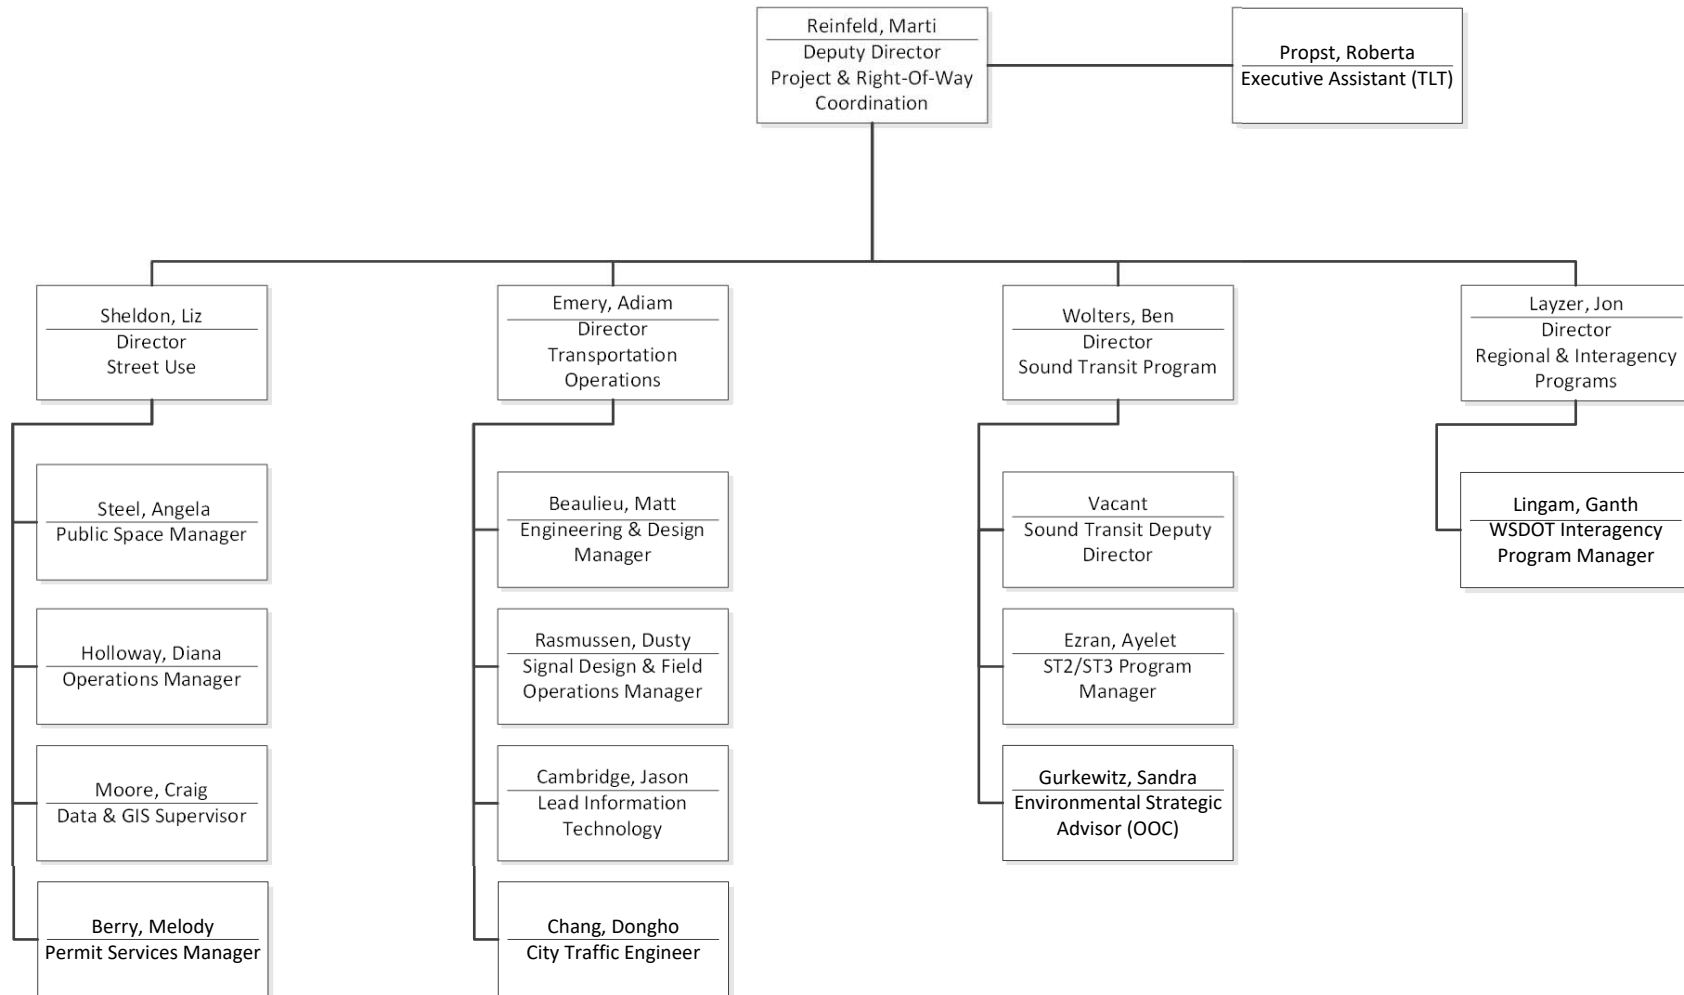 Reinfeld, Marti
Deputy Director
Project & Right-Of-Way
Coordination
Propst, Roberta
Executive Assistant (TLT)
Sheldon, Liz
Director
Street Use
Emery, Adiam
Director
Transportation
Operations
Wolters, Ben
Director
Sound Transit Program
Layzer, Jon
Director
Regional & Interagency
Programs
Steel, Angela
Public Space Manager
Holloway, Diana
Operations Manager
Moore, Craig
Data & GIS Supervisor
Berry, Melody
Permit Services Manager
Beaulieu, Matt
Engineering & Design
Manager
Rasmussen, Dusty
Signal Design & Field
Operations Manager
Cambridge, Jason
Lead Information
Technology
Chang, Dongho
City Traffic Engineer
Vacant
Sound Transit Deputy
Director
Ezran, Ayelet
ST2/ST3 Program
Manager
Gurkewitz, Sandra
Environmental Strategic
Advisor (OOC)
Lingam, Ganth
WSDOT Interagency
Program Manager